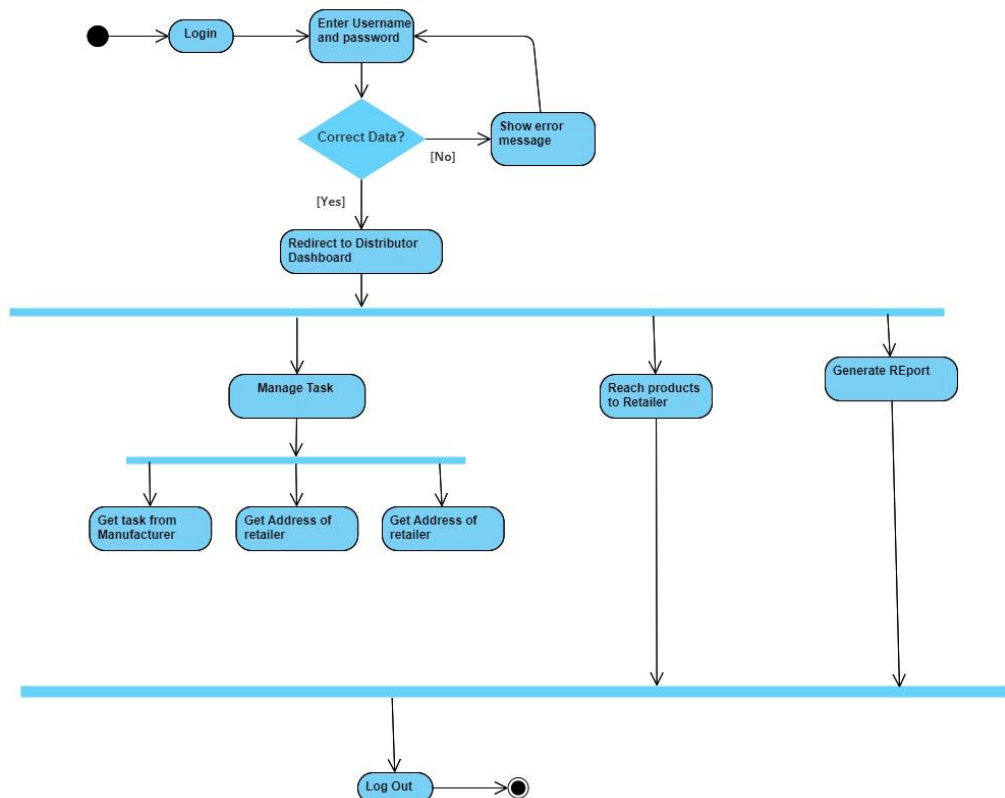 Login
Enter Username
and password
Correct Data?
Show error
message
[No]
[Yes]
Redirect to Distributor
Dashboard
Manage Task
Reach products
to Retailer
Generate REport
Get task from
Manufacturer
Get Address of
retailer
Get Address of
retailer
Log Out